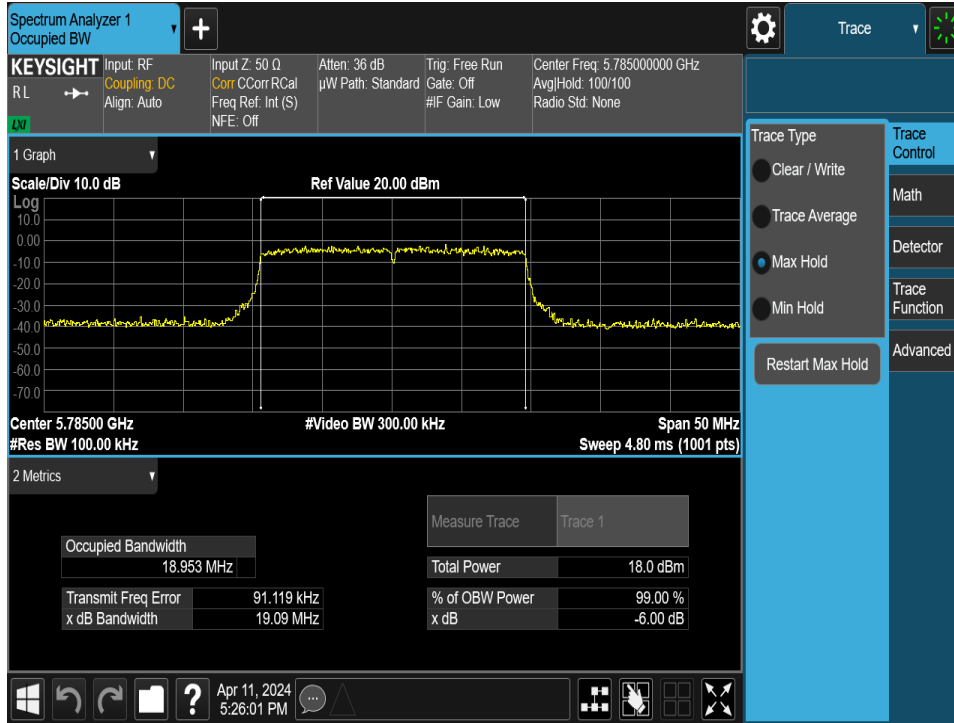 Spectrum Analyzer 1
Occupied BW
+
Trace
KEYSIGHT
R L
LXI
Input: RF
Coupling: DC
Align: Auto
Input Z: 50 Ω
Corr CCorr RCal
Freq Ref: Int (S)
NFE: Off
Atten: 36 dB
µW Path: Standard
Trig: Free Run
Gate: Off
#IF Gain: Low
Center Freq: 5.785000000 GHz
Avg|Hold: 100/100
Radio Std: None
1 Graph
Scale/Div 10.0 dB
Ref Value 20.00 dBm
Log
10.0
0.00
-10.0
-20.0
-30.0
-40.0
-50.0
-60.0
-70.0
Center 5.78500 GHz
#Video BW 300.00 kHz
Span 50 MHz
#Res BW 100.00 kHz
Sweep 4.80 ms (1001 pts)
2 Metrics
Measure Trace
Trace 1
Occupied Bandwidth
18.953 MHz
Total Power
18.0 dBm
Transmit Freq Error
91.119 kHz
% of OBW Power
99.00 %
x dB Bandwidth
19.09 MHz
x dB
-6.00 dB
Trace Type
Clear / Write
Trace Average
Max Hold
Min Hold
Restart Max Hold
Trace
Control
Math
Detector
Trace
Function
Advanced
?
Apr 11, 2024
5:26:01 PM